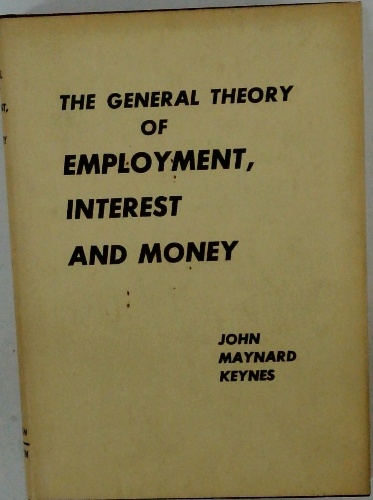 THE GENERAL THEORY
OF
EMPLOYMENT,
INTEREST
AND MONEY
JOHN
MAYNARD
KEYNES